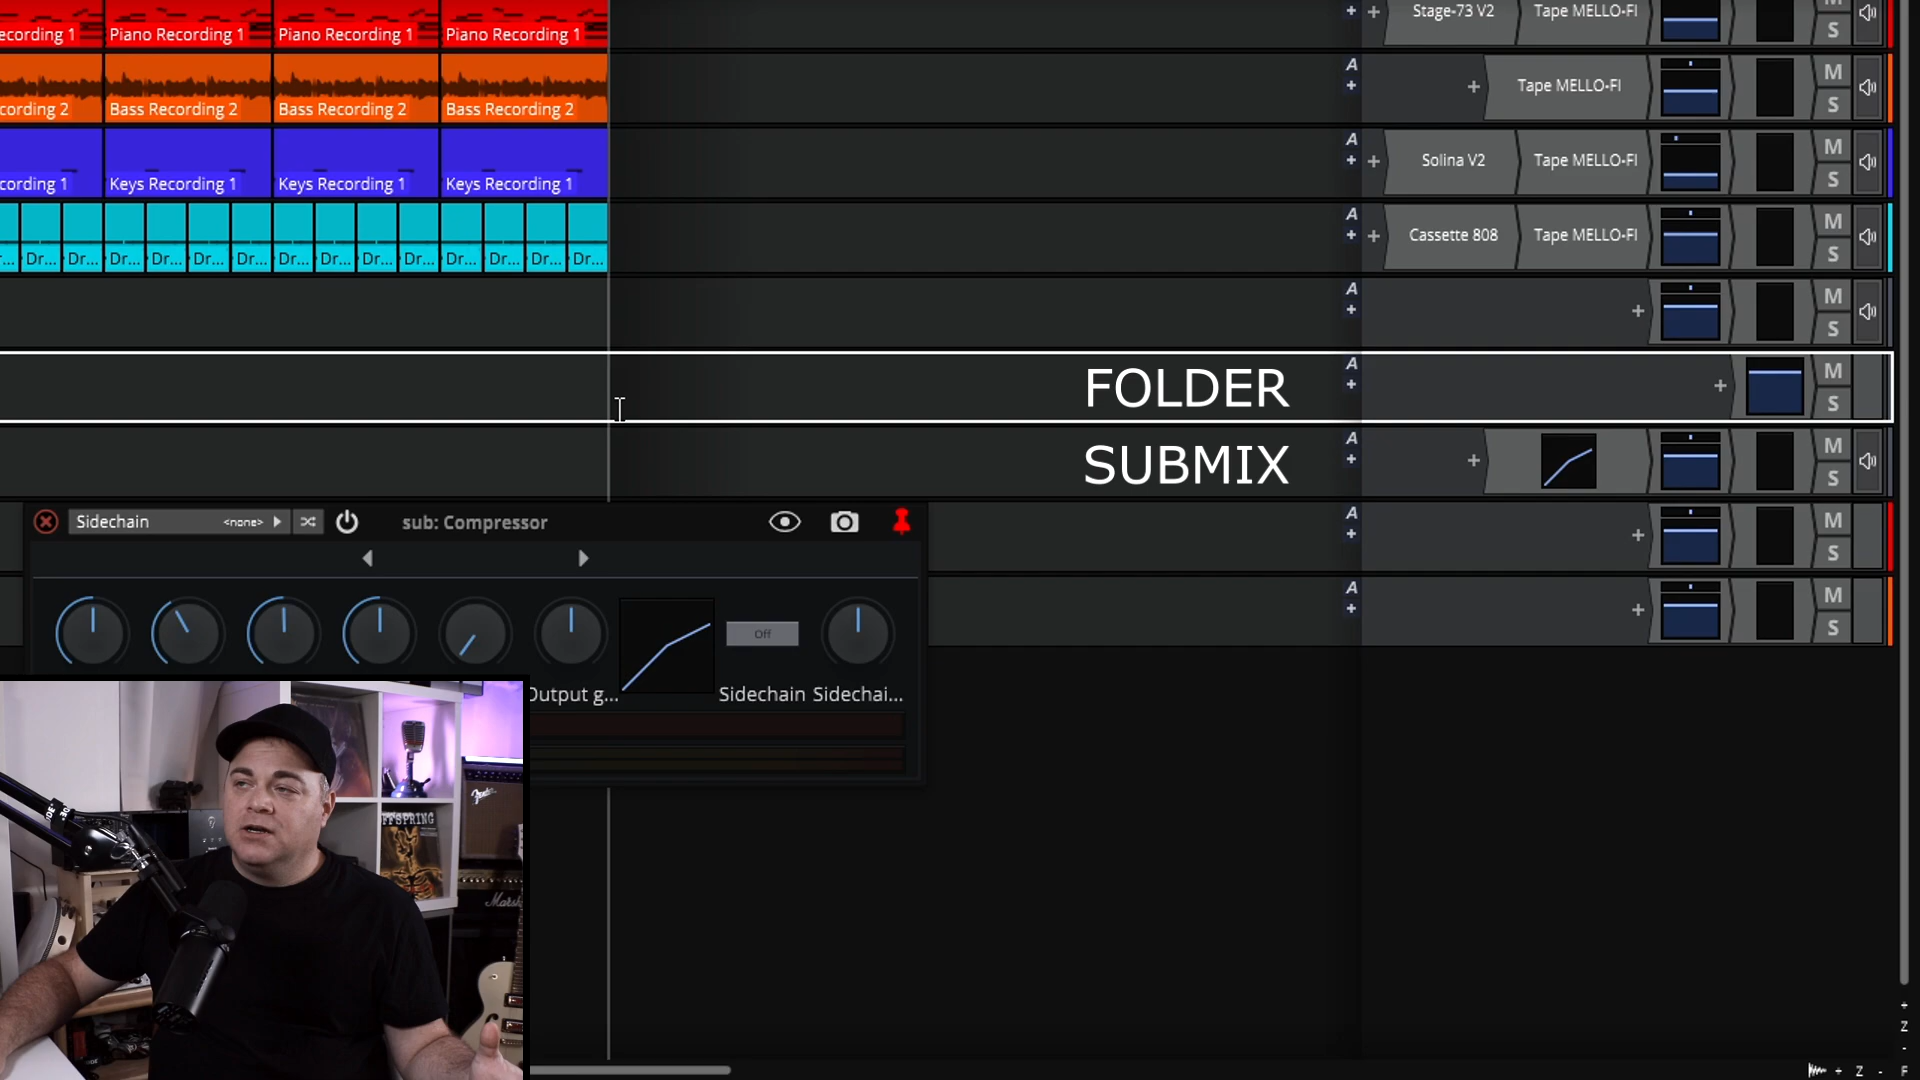 ecording 1 Piano Recording 1 Piano Recording 1 Piano Recording 1 Stage-73 V2 Tape MELLO-FI M S
cording 2 Bass Recording 2 Bass Recording 2 Bass Recording 2 A Tape MELLO-FI M S
cording 1 Keys Recording 1 Keys Recording 1 Keys Recording 1 A Solina V2 Tape MELLO-FI M S
r... Dr... Dr... Dr... Dr... Dr... Dr... Dr... Dr... Dr... Dr... Dr... Dr... Dr... Dr... A Cassette 808 Tape MELLO-FI M S
A M S
FOLDER A M S
SUBMIX A M S
Sidechain <none> sub: Compressor A M S
Off A M S
Output g... Sidechain Sidechai...
Fender
OFFSPRING
Marsh
+
Z
-
+ Z - F